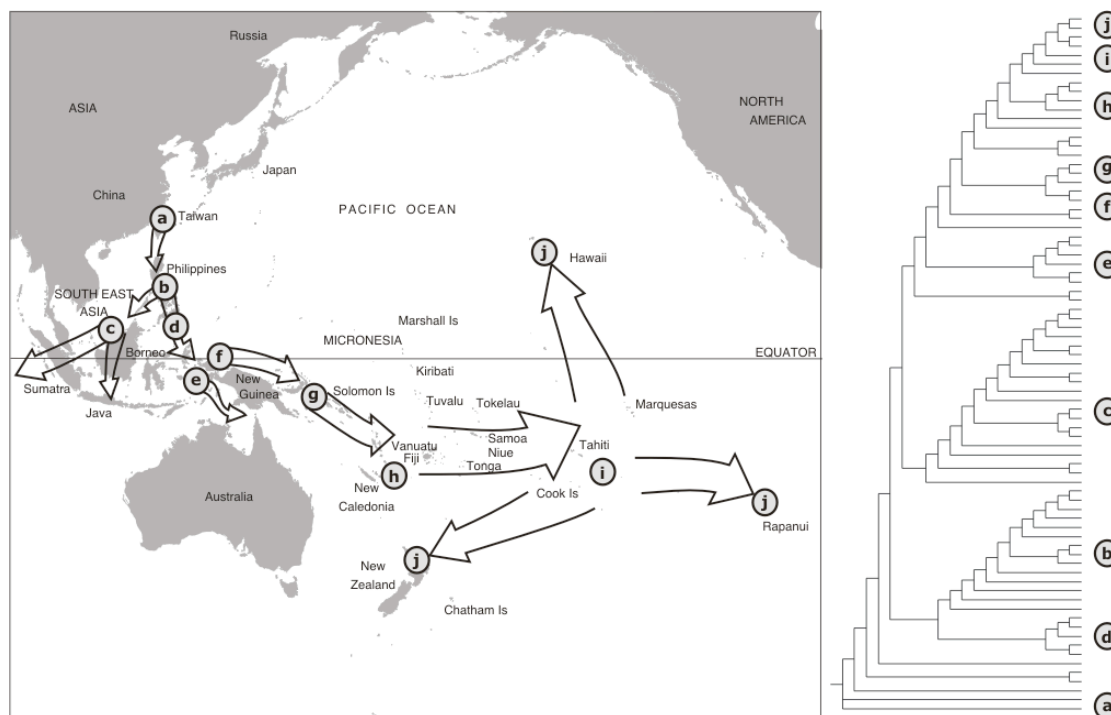 Russia
ASIA
NORTH
AMERICA
Japan
China
PACIFIC OCEAN
a
Taiwan
j
Hawaii
Philippines
b
SOUTH EAST
ASIA
d
c
Marshall Is
MICRONESIA
Borneo
EQUATOR
f
Kiribati
e
New
Guinea
Solomon Is
g
Sumatra
Java
Tuvalu
Tokelau
Marquesas
Samoa
Niue
Vanuatu
Fiji
Tonga
Tahiti
h
i
New
Caledonia
Cook Is
Australia
j
Rapanui
j
New
Zealand
Chatham Is
j
i
h
g
f
e
c
b
d
a